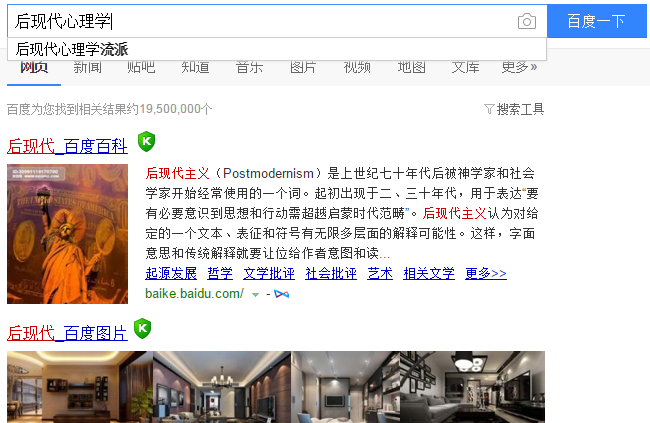 后现代心理学
百度一下
后现代心理学流派
网页 新闻 贴吧 知道 音乐 图片 视频 地图 文库 更多»
百度为您找到相关结果约19,500,000个
搜索工具
后现代_百度百科
后现代主义（Postmodernism）是上世纪七十年代后被神学家和社会
学家开始经常使用的一个词。起初出现于二、三十年代，用于表达“要
有必要意识到思想和行动需超越启蒙时代范畴”。后现代主义认为对给
定的一个文本、表征和符号有无限多层面的解释可能性。这样，字面
意思和传统解释就要让位给作者意图和读...
起源发展 哲学 文学批评 社会批评 艺术 相关文学 更多>>
baike.baidu.com/ -
后现代_百度图片